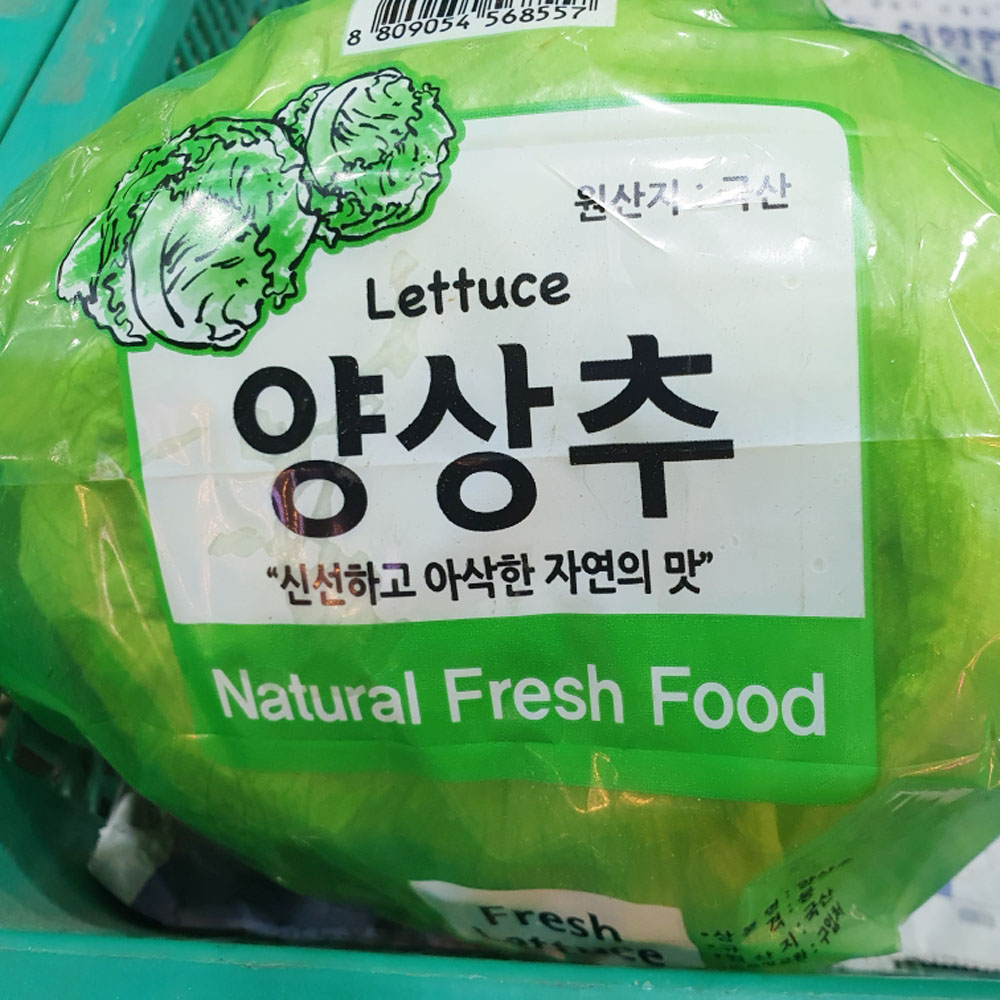 8 809054 568557
원산지 : 국산
Lettuce
양상추
“신선하고 아삭한 자연의 맛”
Natural Fresh Food
Fresh
Lettuce